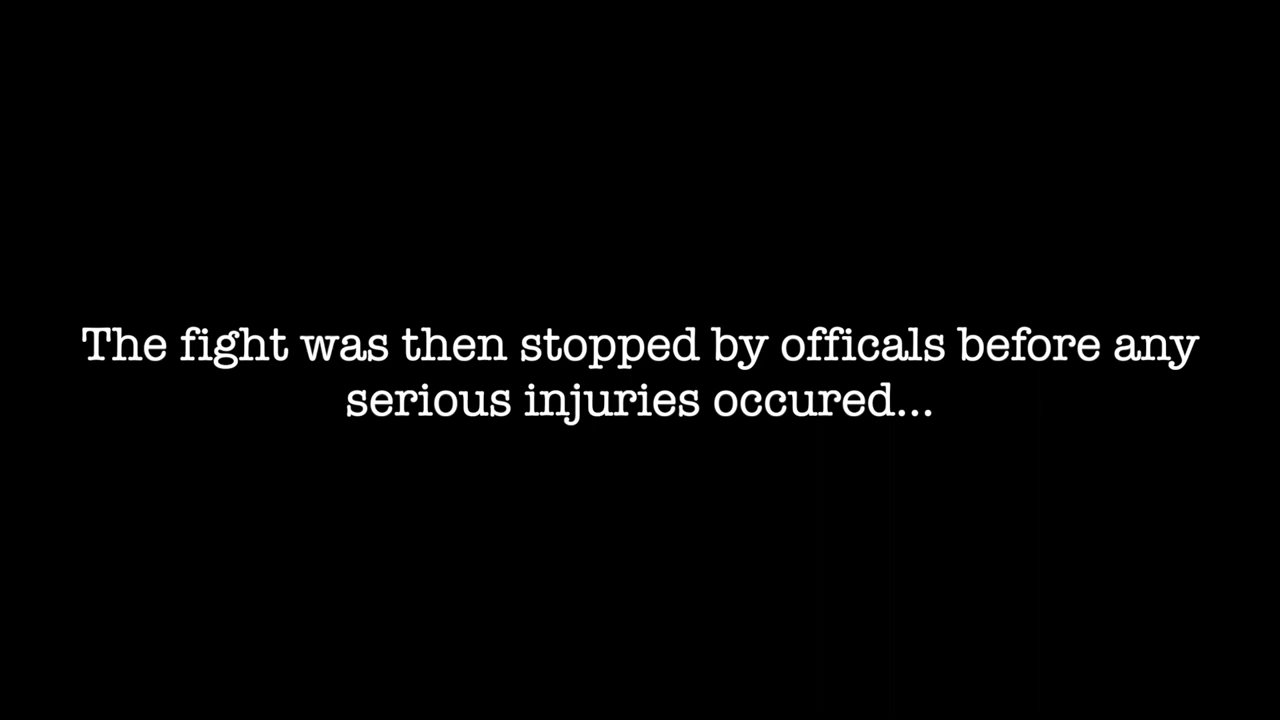 The fight was then stopped by officals before any
serious injuries occured...